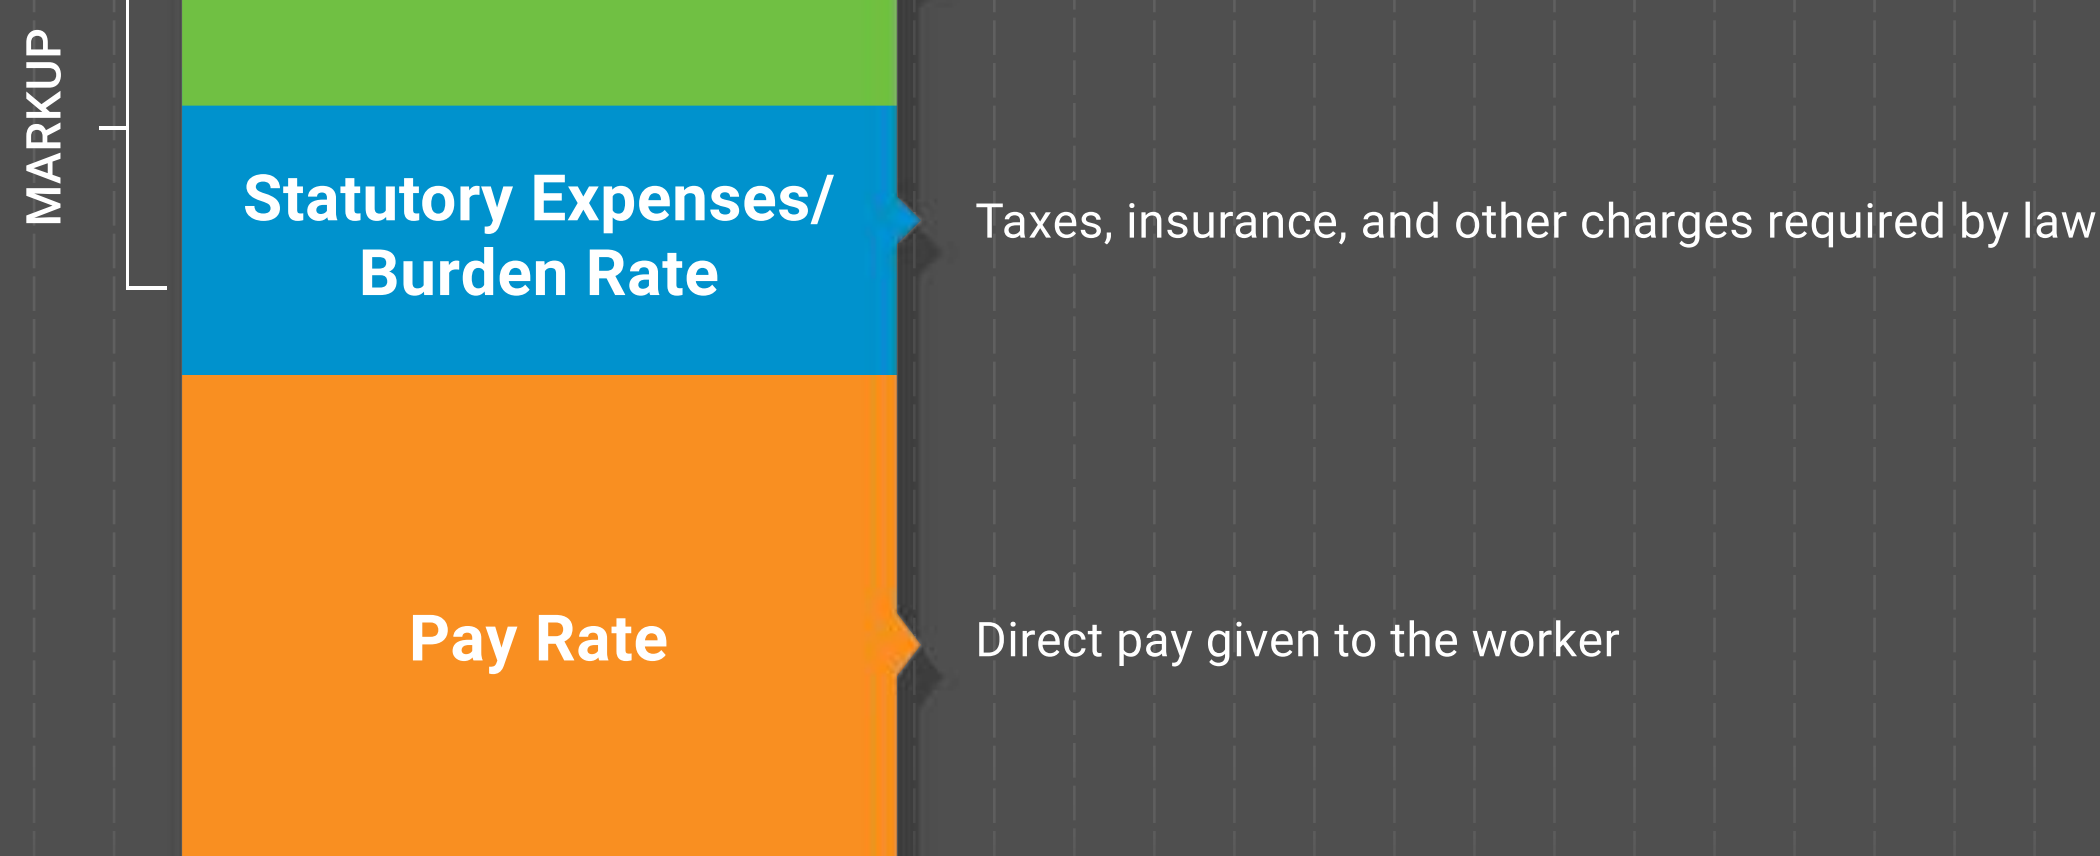 MARKUP
Statutory Expenses/
Burden Rate
Taxes, insurance, and other charges required by law
Pay Rate
Direct pay given to the worker